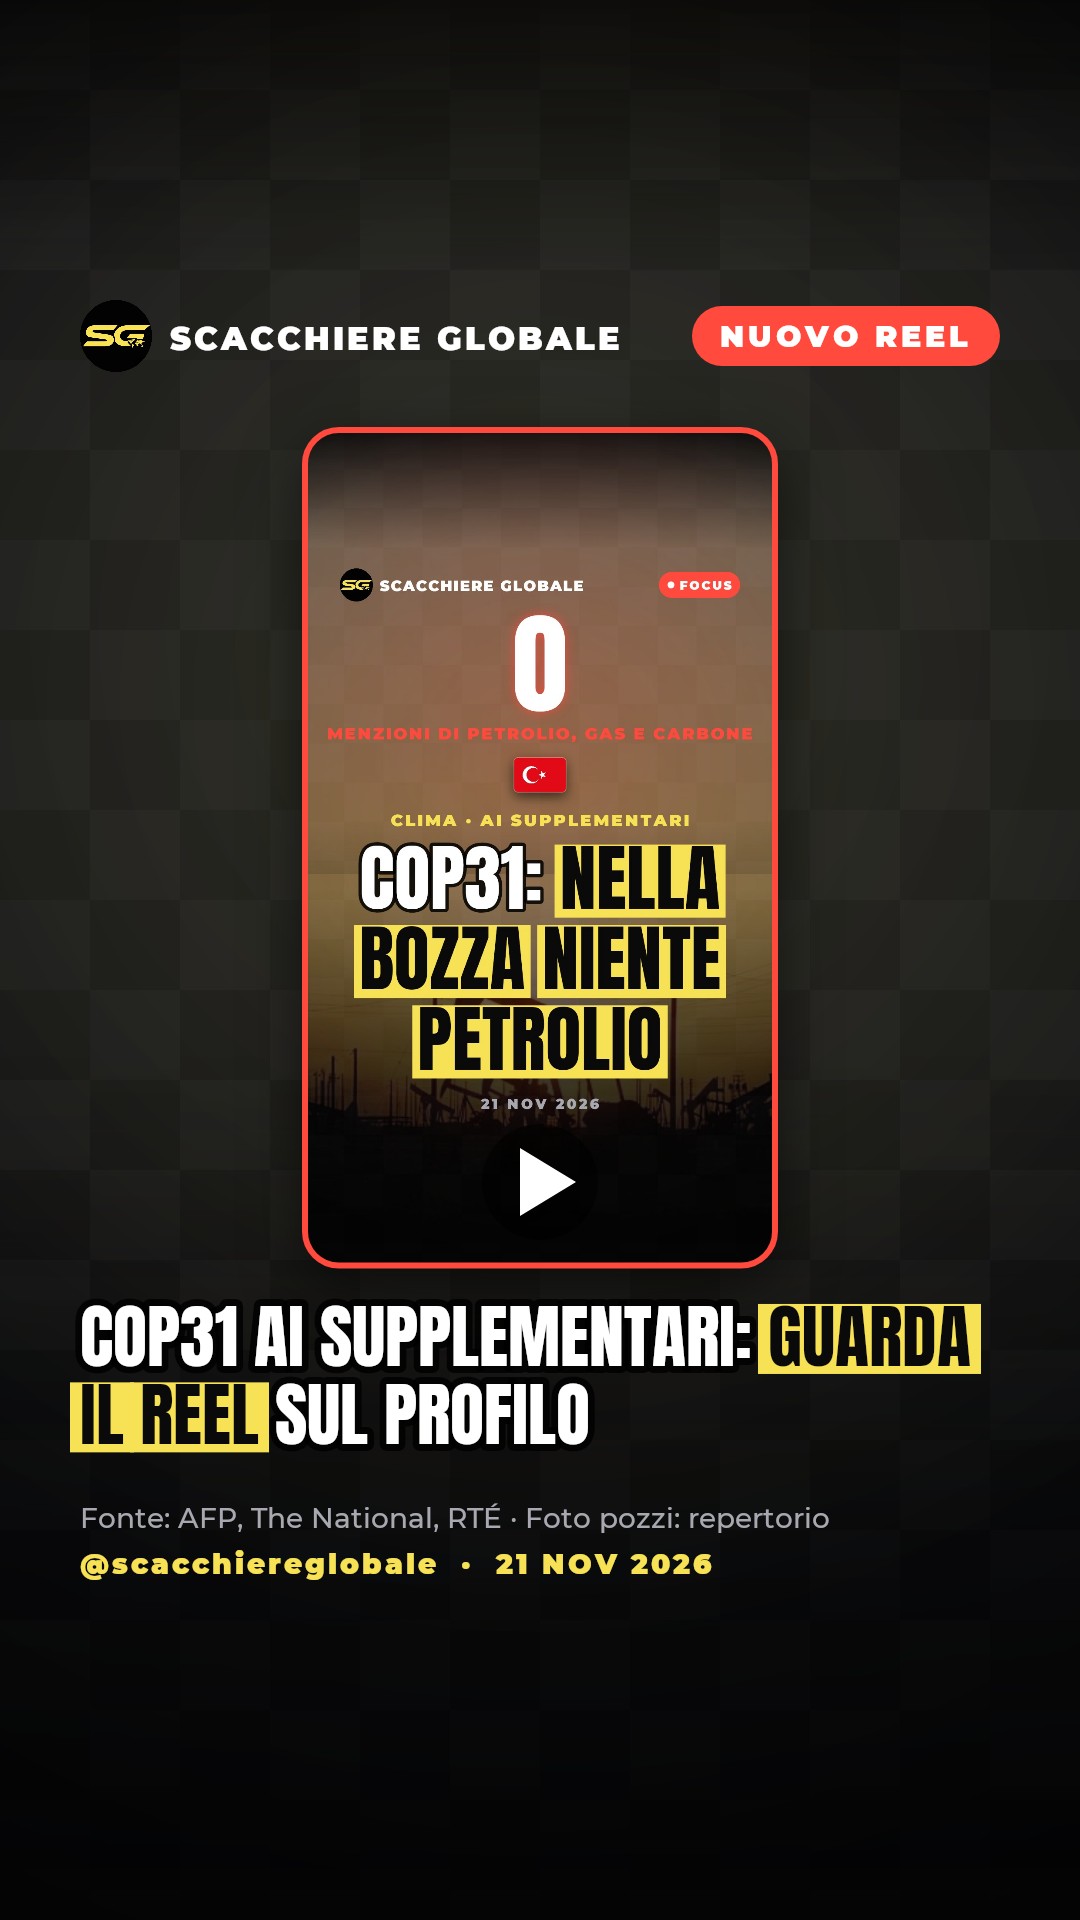 SG SCACCHIERE GLOBALE
NUOVO REEL
SG SCACCHIERE GLOBALE
FOCUS
0
MENZIONI DI PETROLIO, GAS E CARBONE
CLIMA · AI SUPPLEMENTARI
COP31: NELLA
BOZZA NIENTE
PETROLIO
21 NOV 2026
COP31 AI SUPPLEMENTARI: GUARDA
IL REEL SUL PROFILO
Fonte: AFP, The National, RTÉ · Foto pozzi: repertorio
@scacchiereglobale · 21 NOV 2026